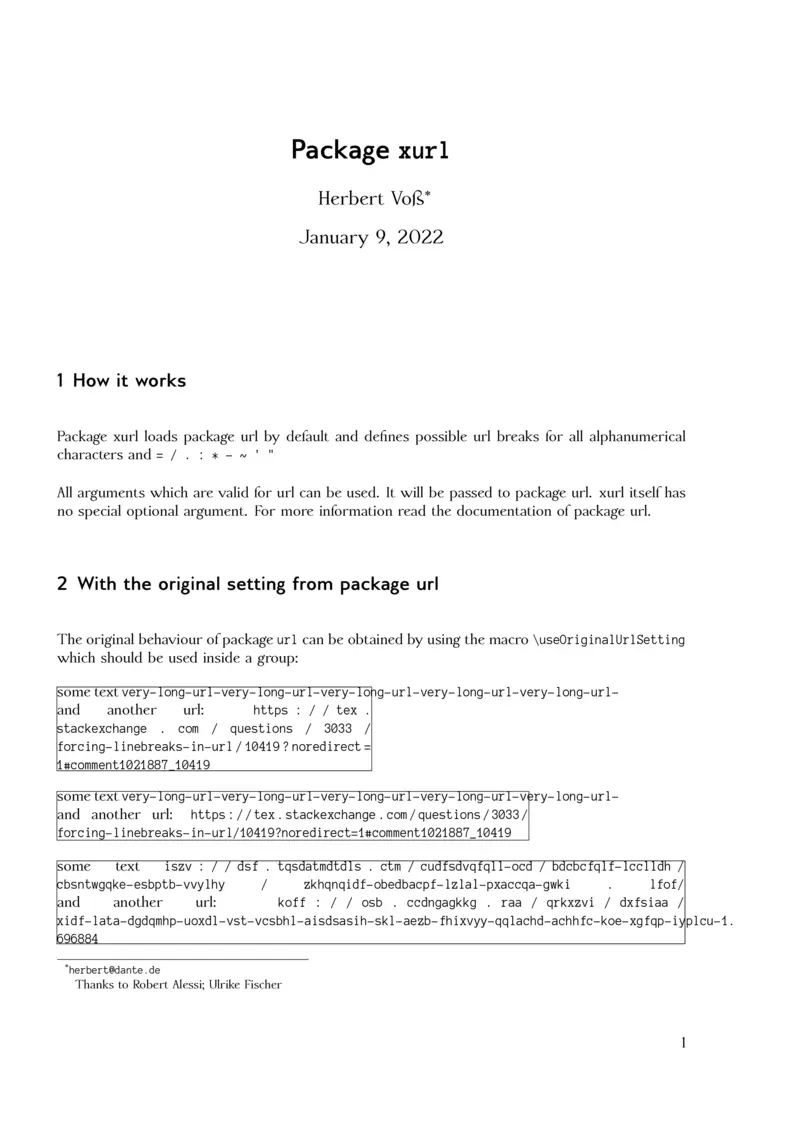 Package xurl
Herbert Voß*
January 9, 2022
1 How it works
Package xurl loads package url by default and defines possible url breaks for all alphanumerical
characters and = / . : * - ~ ' "
All arguments which are valid for url can be used. It will be passed to package url. xurl itself has
no special optional argument. For more information read the documentation of package url.
2 With the original setting from package url
The original behaviour of package url can be obtained by using the macro \useOriginalUrlSetting
which should be used inside a group:
some text very-long-url-very-long-url-very-long-url-very-long-url-very-long-url-
and another url: https : / / tex .
stackexchange . com / questions / 3033 /
forcing-linebreaks-in-url / 10419 ? noredirect =
1#comment1021887_10419
some text very-long-url-very-long-url-very-long-url-very-long-url-very-long-url-
and another url: https : / / tex . stackexchange . com / questions / 3033 /
forcing-linebreaks-in-url/10419?noredirect=1#comment1021887_10419
some text iszv : / / dsf . tqsdatmdtdls . ctm / cudfsdvqfqll-ocd / bdcbcfqlf-lcclldh /
cbsntwgqke-esbptb-vvylhy / zkhqnqidf-obedbacpf-lzlal-pxaccqa-gwki . lfof/
and another url: koff : / / osb . ccdngagkkg . raa / qrkxzvi / dxfsiaa /
xidf-lata-dgdqmhp-uoxdl-vst-vcsbhl-aisdsasih-skl-aezb-fhixvyy-qqlachd-achhfc-koe-xgfqp-iyplcu-1.
696884
*herbert@dante.de
Thanks to Robert Alessi; Ulrike Fischer
1